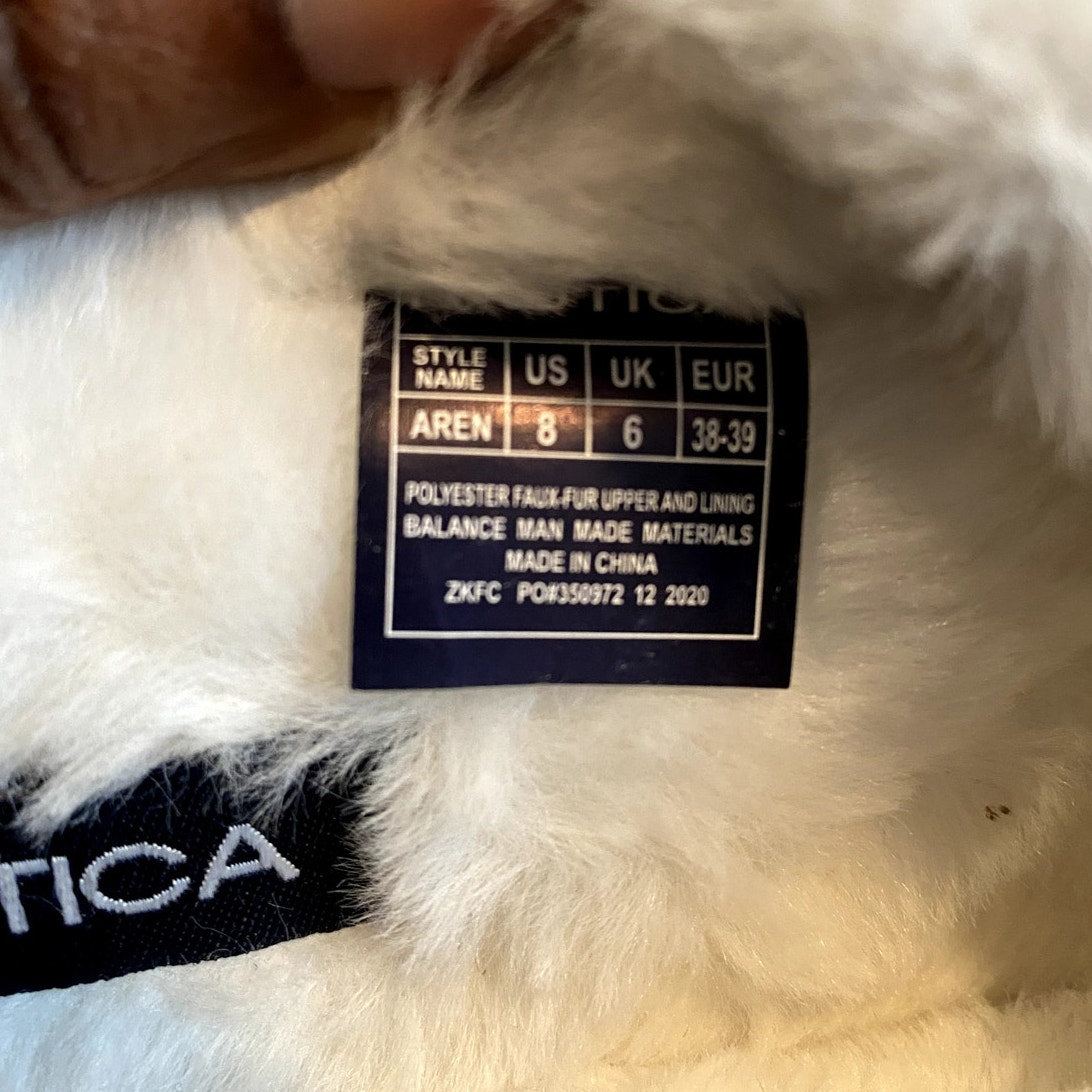 TICA
STYLE NAME US UK EUR
AREN 8 6 38-39
POLYESTER FAUX-FUR UPPER AND LINING
BALANCE MAN MADE MATERIALS
MADE IN CHINA
ZKFC PO#350972 12 2020
TICA